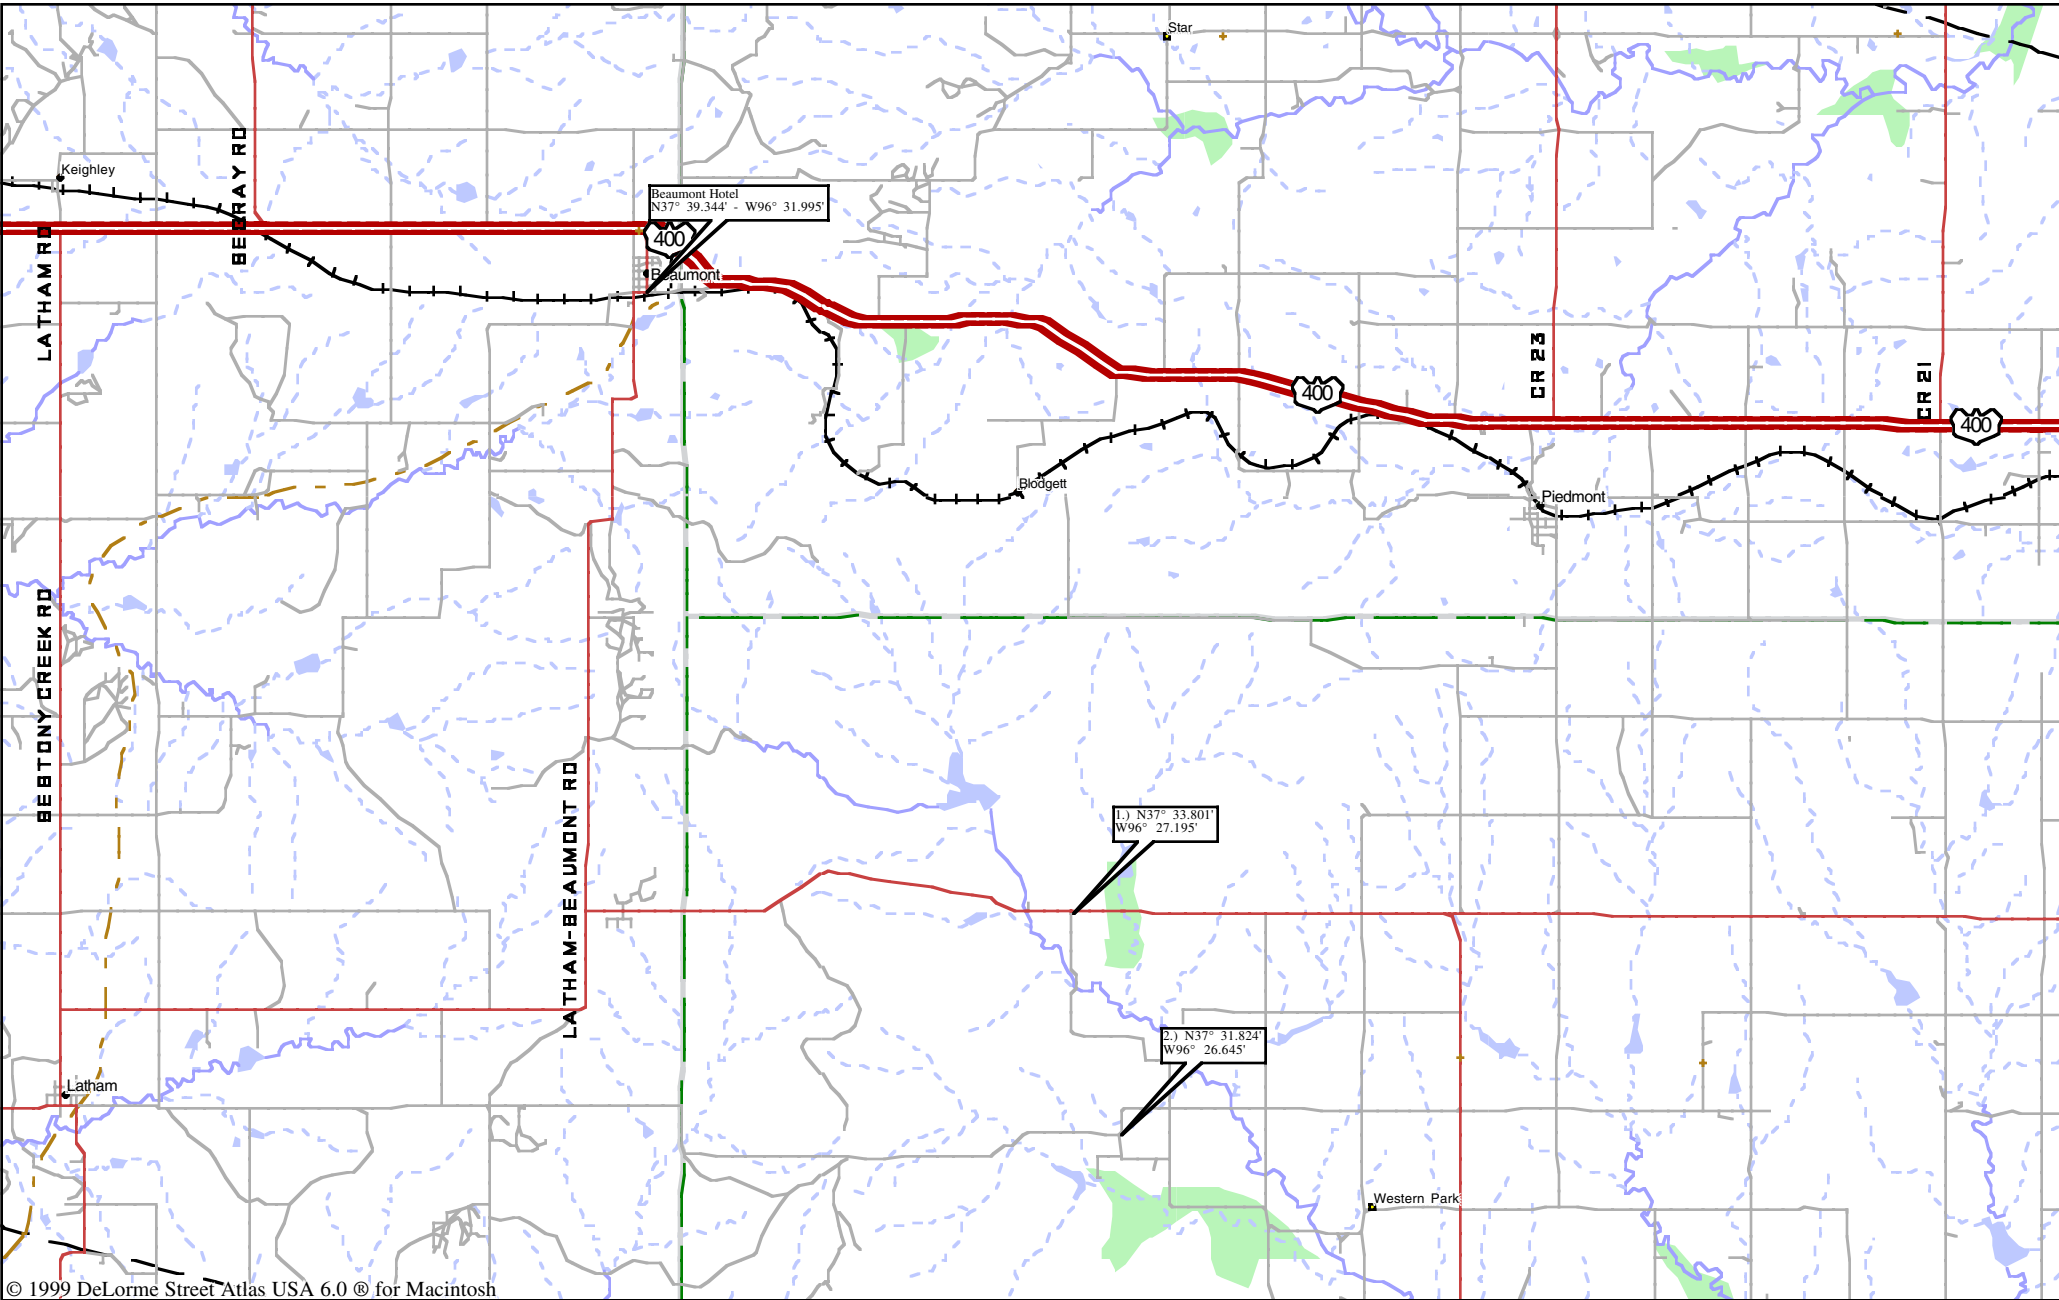 Star
BEGRAY RD
Keighley
Beaumont Hotel
N37° 39.344' - W96° 31.995'
400
LATHAM RD
Beaumont
CR 23
CR 21
400
400
Blodgett
Piedmont
BESTONY CREEK RD
LATHAM-BEAUMONT RD
1.) N37° 33.801'
W96° 27.195'
2.) N37° 31.824'
W96° 26.645'
Latham
Western Park
© 1999 DeLorme Street Atlas USA 6.0 ® for Macintosh